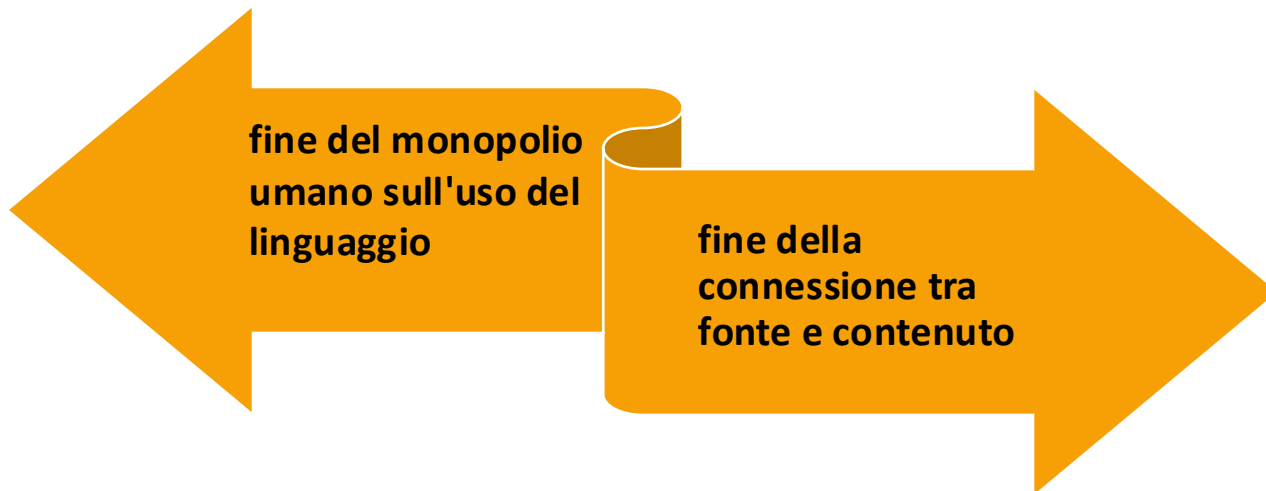 fine del monopolio
umano sull'uso del
linguaggio
fine della
connessione tra
fonte e contenuto